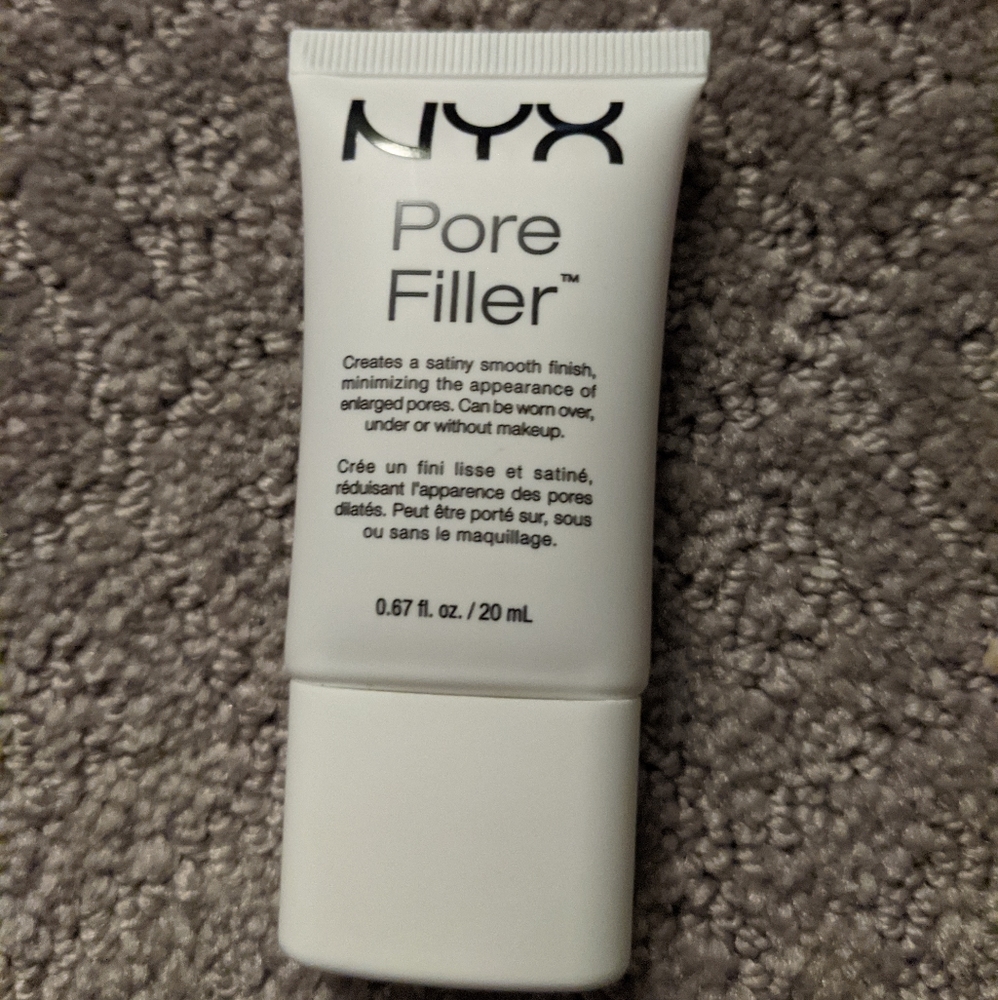 NYX
Pore
Filler™
Creates a satiny smooth finish,
minimizing the appearance of
enlarged pores. Can be worn over,
under or without makeup.
Crée un fini lisse et satiné,
réduisant l'apparence des pores
dilatés. Peut être porté sur, sous
ou sans le maquillage.
0.67 fl. oz. / 20 mL